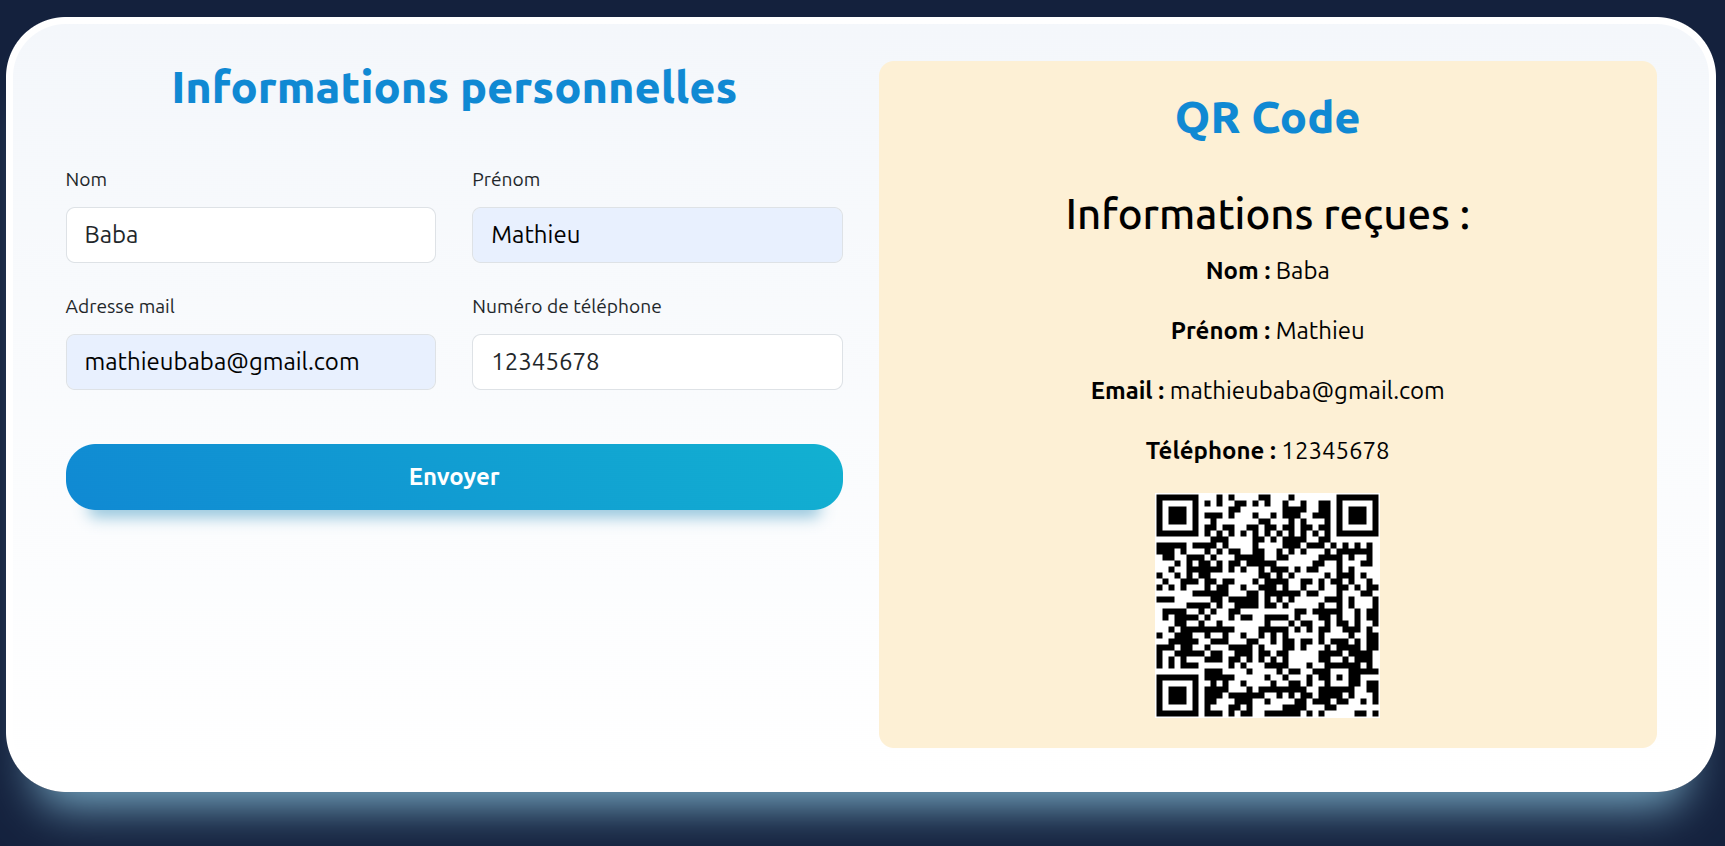 Informations personnelles
Nom
Prénom
Baba
Mathieu
Adresse mail
Numéro de téléphone
mathieubaba@gmail.com
12345678
Envoyer
QR Code
Informations reçues :
Nom : Baba
Prénom : Mathieu
Email : mathieubaba@gmail.com
Téléphone : 12345678